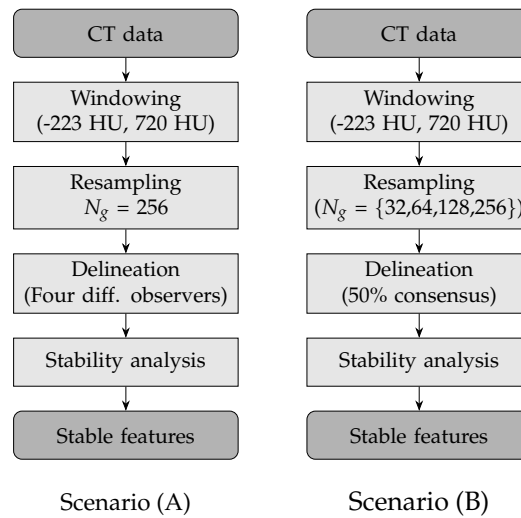 CT data
Windowing
(-223 HU, 720 HU)
Resampling
N_g = 256
Delineation
(Four diff. observers)
Stability analysis
Stable features
Scenario (A)
CT data
Windowing
(-223 HU, 720 HU)
Resampling
(N_g = {32,64,128,256})
Delineation
(50% consensus)
Stability analysis
Stable features
Scenario (B)